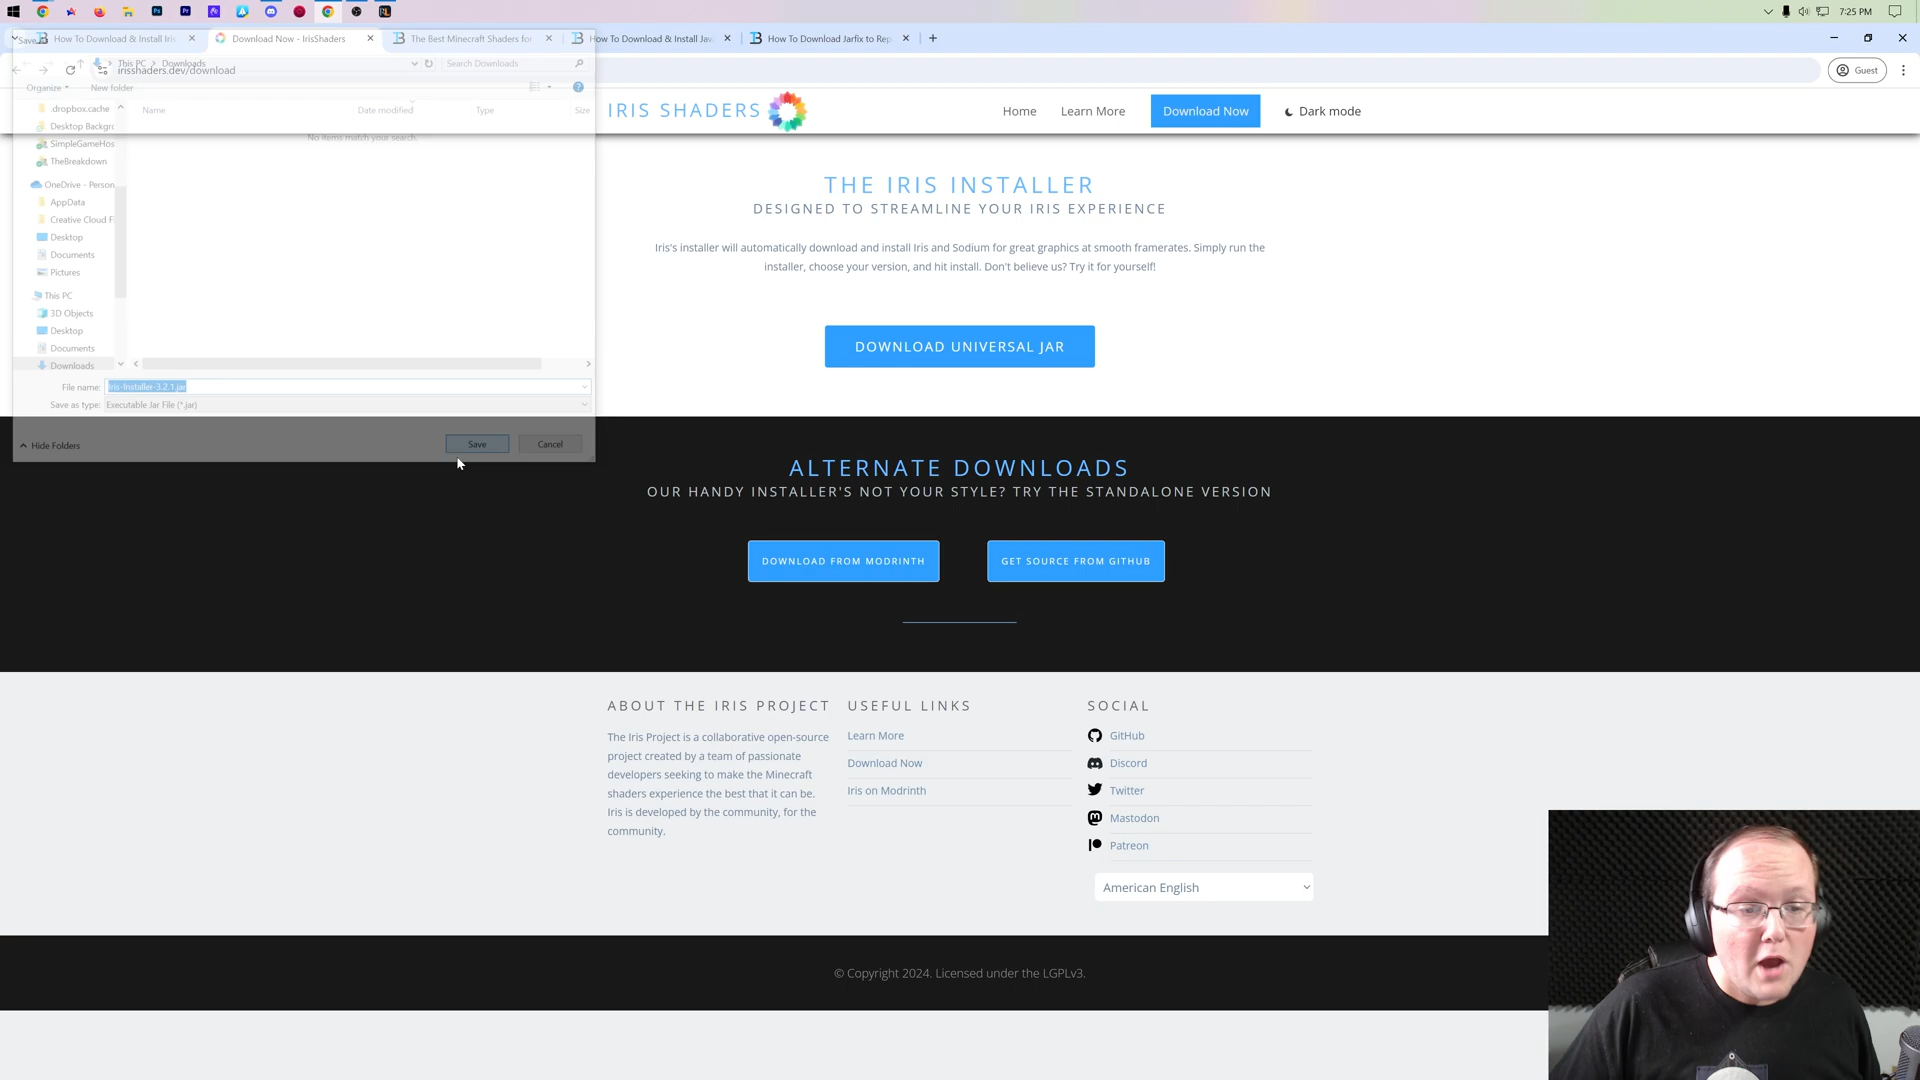 7:25 PM
Save As
How To Download & Install Iris
Download Now - IrisShaders
The Best Minecraft Shaders fo
How To Download & Install Jav
How To Download Jarfix to Rep
This PC > Downloads
Search Downloads
irisshaders.dev/download
Guest
Organize
New folder
Name
Date modified
Type
Size
No items match your search.
.dropbox.cache
Desktop Backgro
SimpleGameHos
TheBreakdown
OneDrive - Person
AppData
Creative Cloud F
Desktop
Documents
Pictures
This PC
3D Objects
Desktop
Documents
Downloads
File name:
Iris-Installer-3.2.1.jar
Save as type:
Executable Jar File (*.jar)
Hide Folders
Save
Cancel
IRIS SHADERS
Home
Learn More
Download Now
Dark mode
THE IRIS INSTALLER
DESIGNED TO STREAMLINE YOUR IRIS EXPERIENCE
Iris's installer will automatically download and install Iris and Sodium for great graphics at smooth framerates. Simply run the
installer, choose your version, and hit install. Don't believe us? Try it for yourself!
DOWNLOAD UNIVERSAL JAR
ALTERNATE DOWNLOADS
OUR HANDY INSTALLER'S NOT YOUR STYLE? TRY THE STANDALONE VERSION
DOWNLOAD FROM MODRINTH
GET SOURCE FROM GITHUB
ABOUT THE IRIS PROJECT
The Iris Project is a collaborative open-source
project created by a team of passionate
developers seeking to make the Minecraft
shaders experience the best that it can be.
Iris is developed by the community, for the
community.
USEFUL LINKS
Learn More
Download Now
Iris on Modrinth
SOCIAL
GitHub
Discord
Twitter
Mastodon
Patreon
American English
© Copyright 2024. Licensed under the LGPLv3.